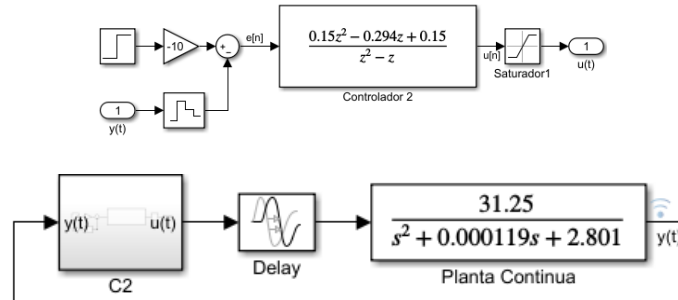 -10
+
−
e[n]
0.15z² − 0.294z + 0.15
z² − z
Controlador 2
u[n]
Saturador1
1
u(t)
1
y(t)
y(t)
u(t)
C2
Delay
31.25
s² + 0.000119s + 2.801
Planta Continua
y(t)